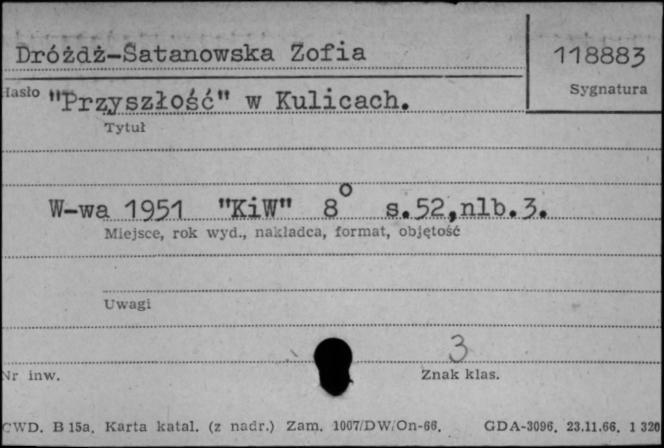 Dróżdż-Satanowska Zofia
118883
Hasło
Sygnatura
"Przyszłość" w Kulicach.
Tytuł
W-wa 1951 "KiW" 8° s.52,nlb.3.
Miejsce, rok wyd., nakładca, format, objętość
Uwagi
3
Nr inw.
Znak klas.
CWD. B 15a. Karta katal. (z nadr.) Zam. 1007/DW/On-66. GDA-3096. 23.11.66. 1 320